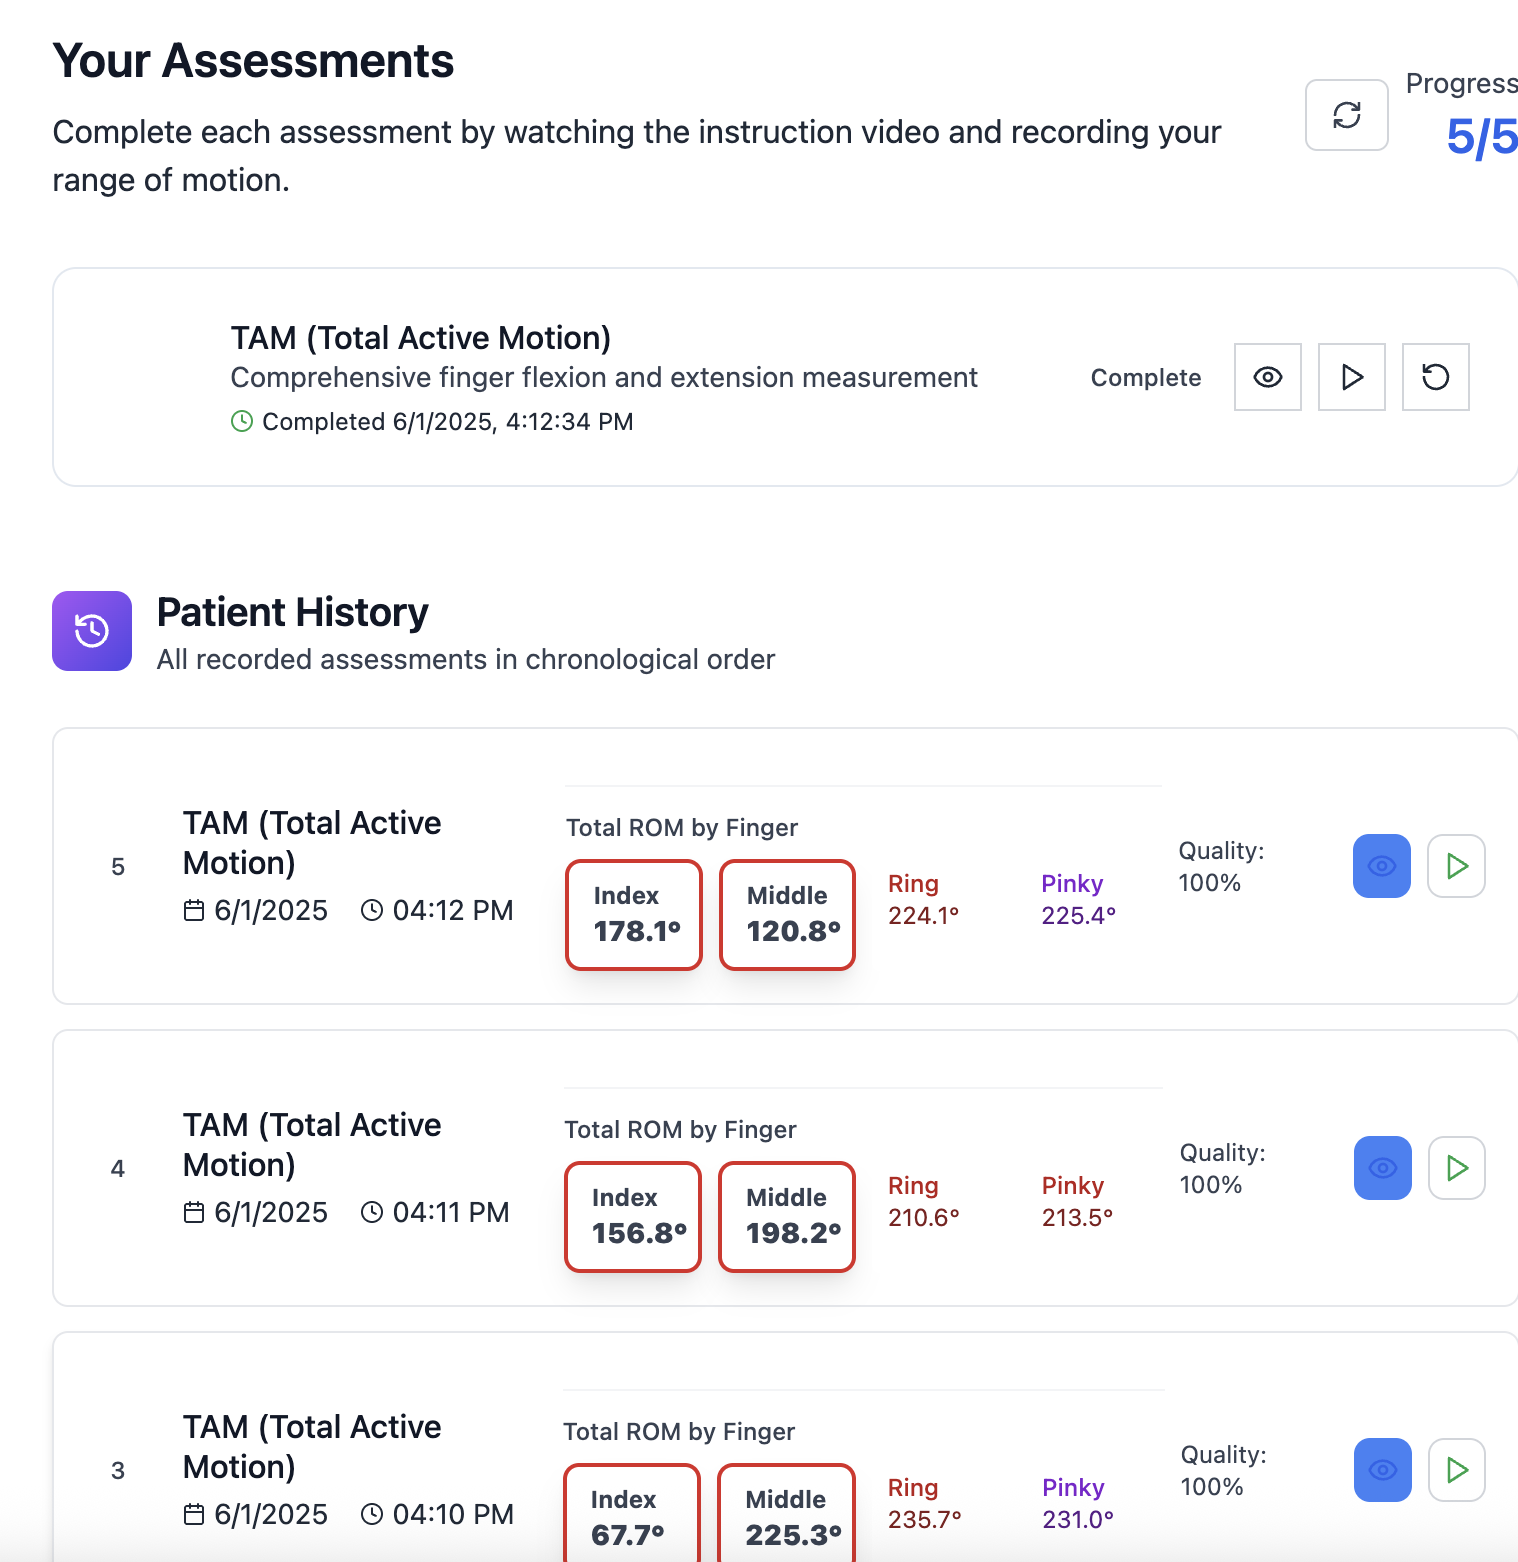 Your Assessments
Complete each assessment by watching the instruction video and recording your
range of motion.
Progress
5/5
TAM (Total Active Motion)
Comprehensive finger flexion and extension measurement
Completed 6/1/2025, 4:12:34 PM
Complete
Patient History
All recorded assessments in chronological order
5
TAM (Total Active
Motion)
6/1/2025 04:12 PM
Total ROM by Finger
Index
178.1°
Middle
120.8°
Ring
224.1°
Pinky
225.4°
Quality:
100%
4
TAM (Total Active
Motion)
6/1/2025 04:11 PM
Total ROM by Finger
Index
156.8°
Middle
198.2°
Ring
210.6°
Pinky
213.5°
Quality:
100%
3
TAM (Total Active
Motion)
6/1/2025 04:10 PM
Total ROM by Finger
Index
67.7°
Middle
225.3°
Ring
235.7°
Pinky
231.0°
Quality:
100%